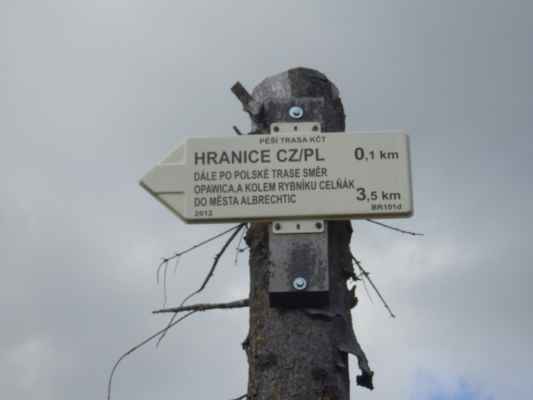 PĚŠÍ TRASA KČT
HRANICE CZ/PL 0,1 km
DÁLE PO POLSKÉ TRASE SMĚR
OPAWICA,A KOLEM RYBNÍKU CELŇÁK
DO MĚSTA ALBRECHTIC 3,5 km
2012 BR101d